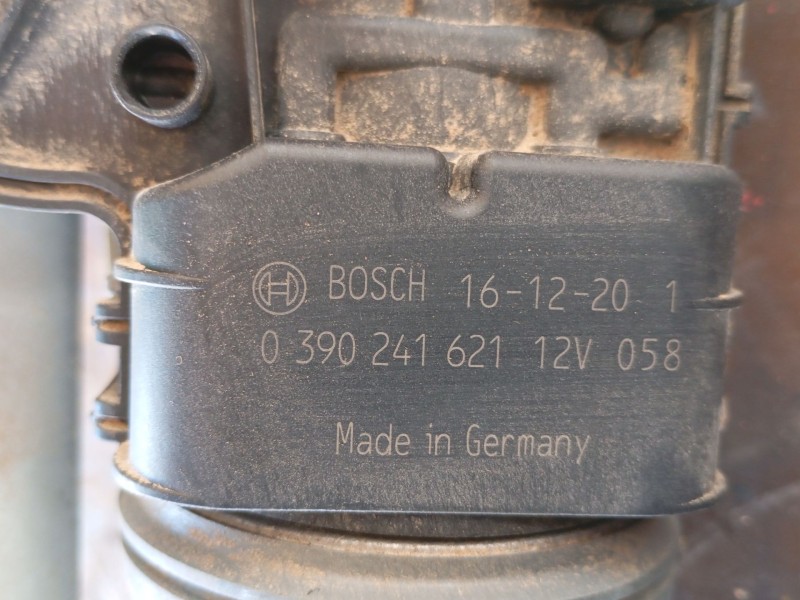 BOSCH 16-12-20 1
0 390 241 621 12V 058
Made in Germany